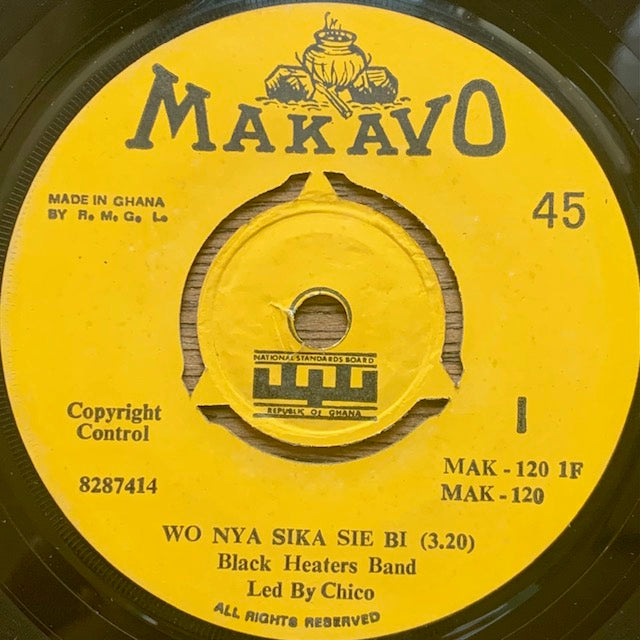 MAKAVO
MADE IN GHANA
BY R. M. G. L.
45
NATIONAL STANDARDS BOARD
REPUBLIC OF GHANA
Copyright
Control
1
8287414
MAK - 120 1F
MAK - 120
WO NYA SIKA SIE BI (3.20)
Black Heaters Band
Led By Chico
ALL RIGHTS RESERVED